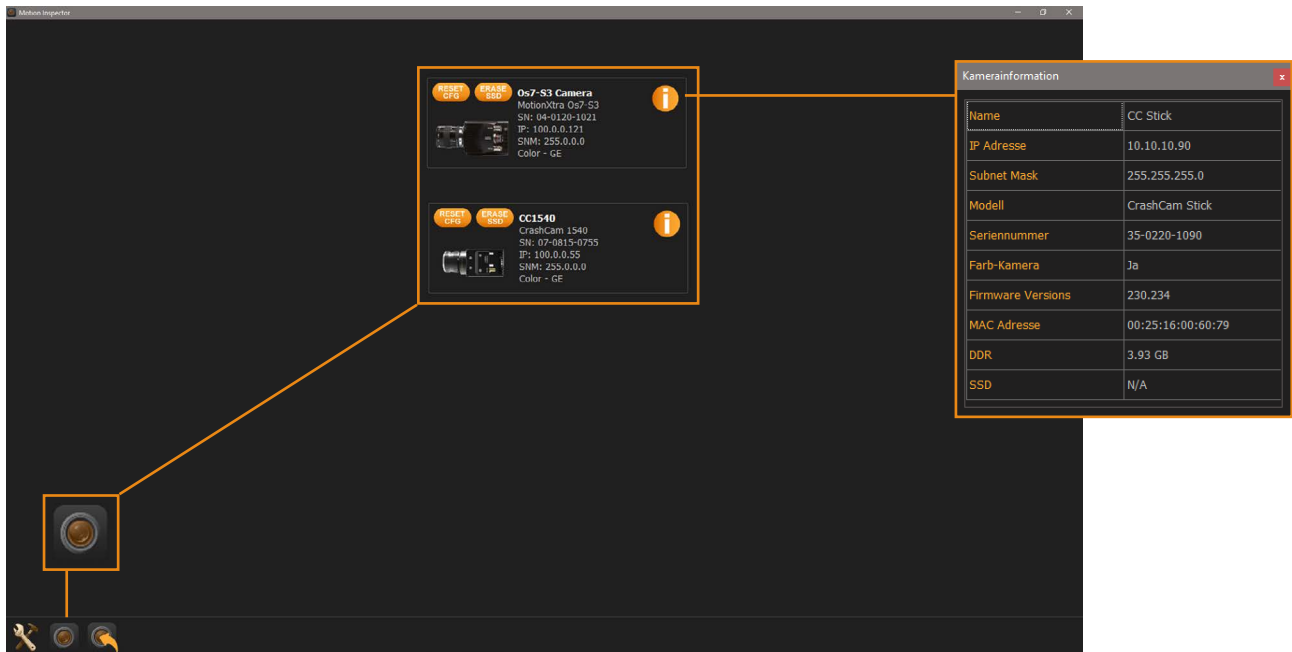 Motion Inspector
RESET CFG
ERASE SSD
Os7-S3 Camera
MotionXtra Os7-S3
SN: 04-0120-1021
IP: 100.0.0.121
SNM: 255.0.0.0
Color - GE
RESET CFG
ERASE SSD
CC1540
CrashCam 1540
SN: 07-0815-0755
IP: 100.0.0.55
SNM: 255.0.0.0
Color - GE
Kamerainformation
Name CC Stick
IP Adresse 10.10.10.90
Subnet Mask 255.255.255.0
Modell CrashCam Stick
Seriennummer 35-0220-1090
Farb-Kamera Ja
Firmware Versions 230.234
MAC Adresse 00:25:16:00:60:79
DDR 3.93 GB
SSD N/A